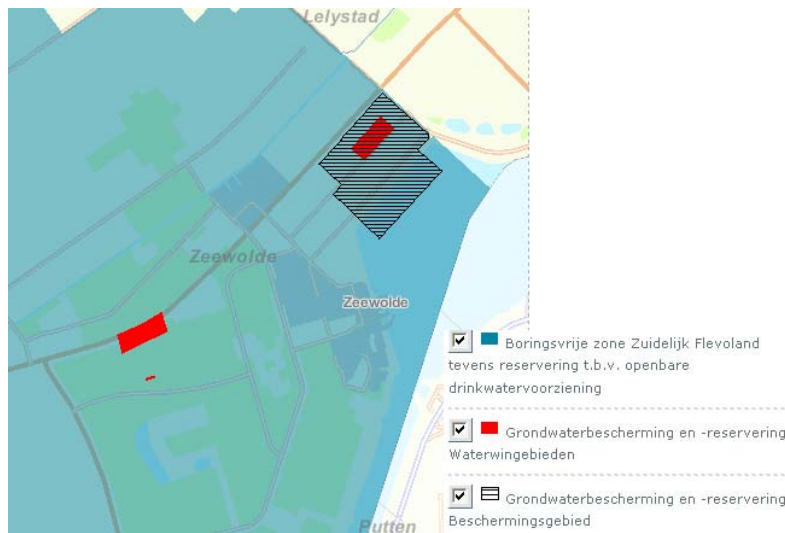 Lelystad
Zeewolde
Zeewolde
Boringsvrije zone Zuidelijk Flevoland
tevens reservering t.b.v. openbare
drinkwatervoorziening
Grondwaterbescherming en -reservering
Waterwingebieden
Grondwaterbescherming en -reservering
Beschermingsgebied
Putten